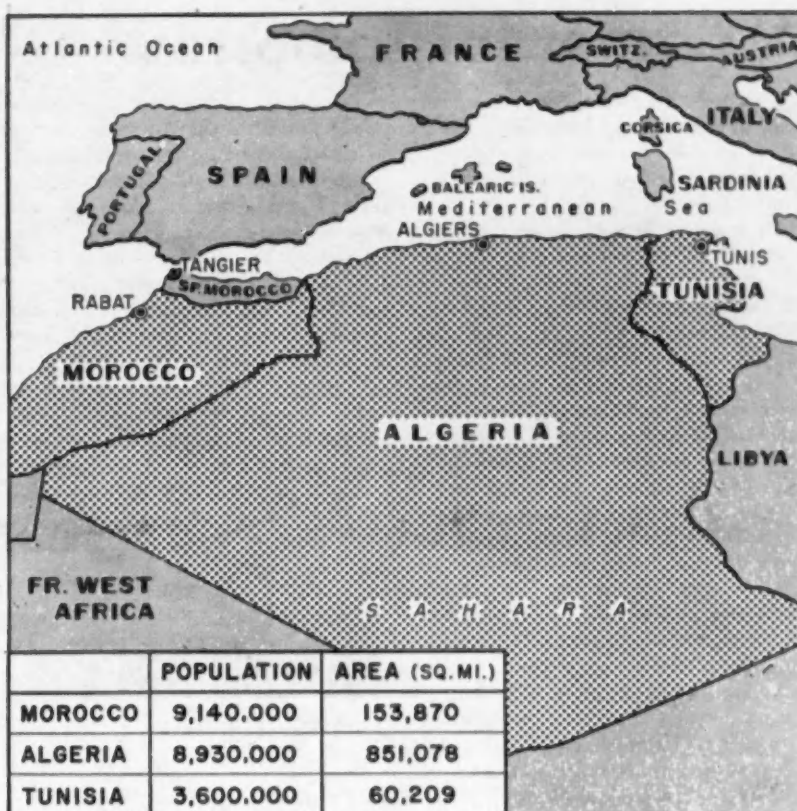 Atlantic Ocean
FRANCE
SWITZ.
AUSTRIA
ITALY
CORSICA
PORTUGAL
SPAIN
BALEARIC IS.
SARDINIA
Mediterranean Sea
ALGIERS
TANGIER
TUNIS
SP. MOROCCO
RABAT
TUNISIA
MOROCCO
ALGERIA
LIBYA
FR. WEST
AFRICA
SAHARA
POPULATION AREA (SQ. MI.)
MOROCCO 9,140,000 153,870
ALGERIA 8,930,000 851,078
TUNISIA 3,600,000 60,209